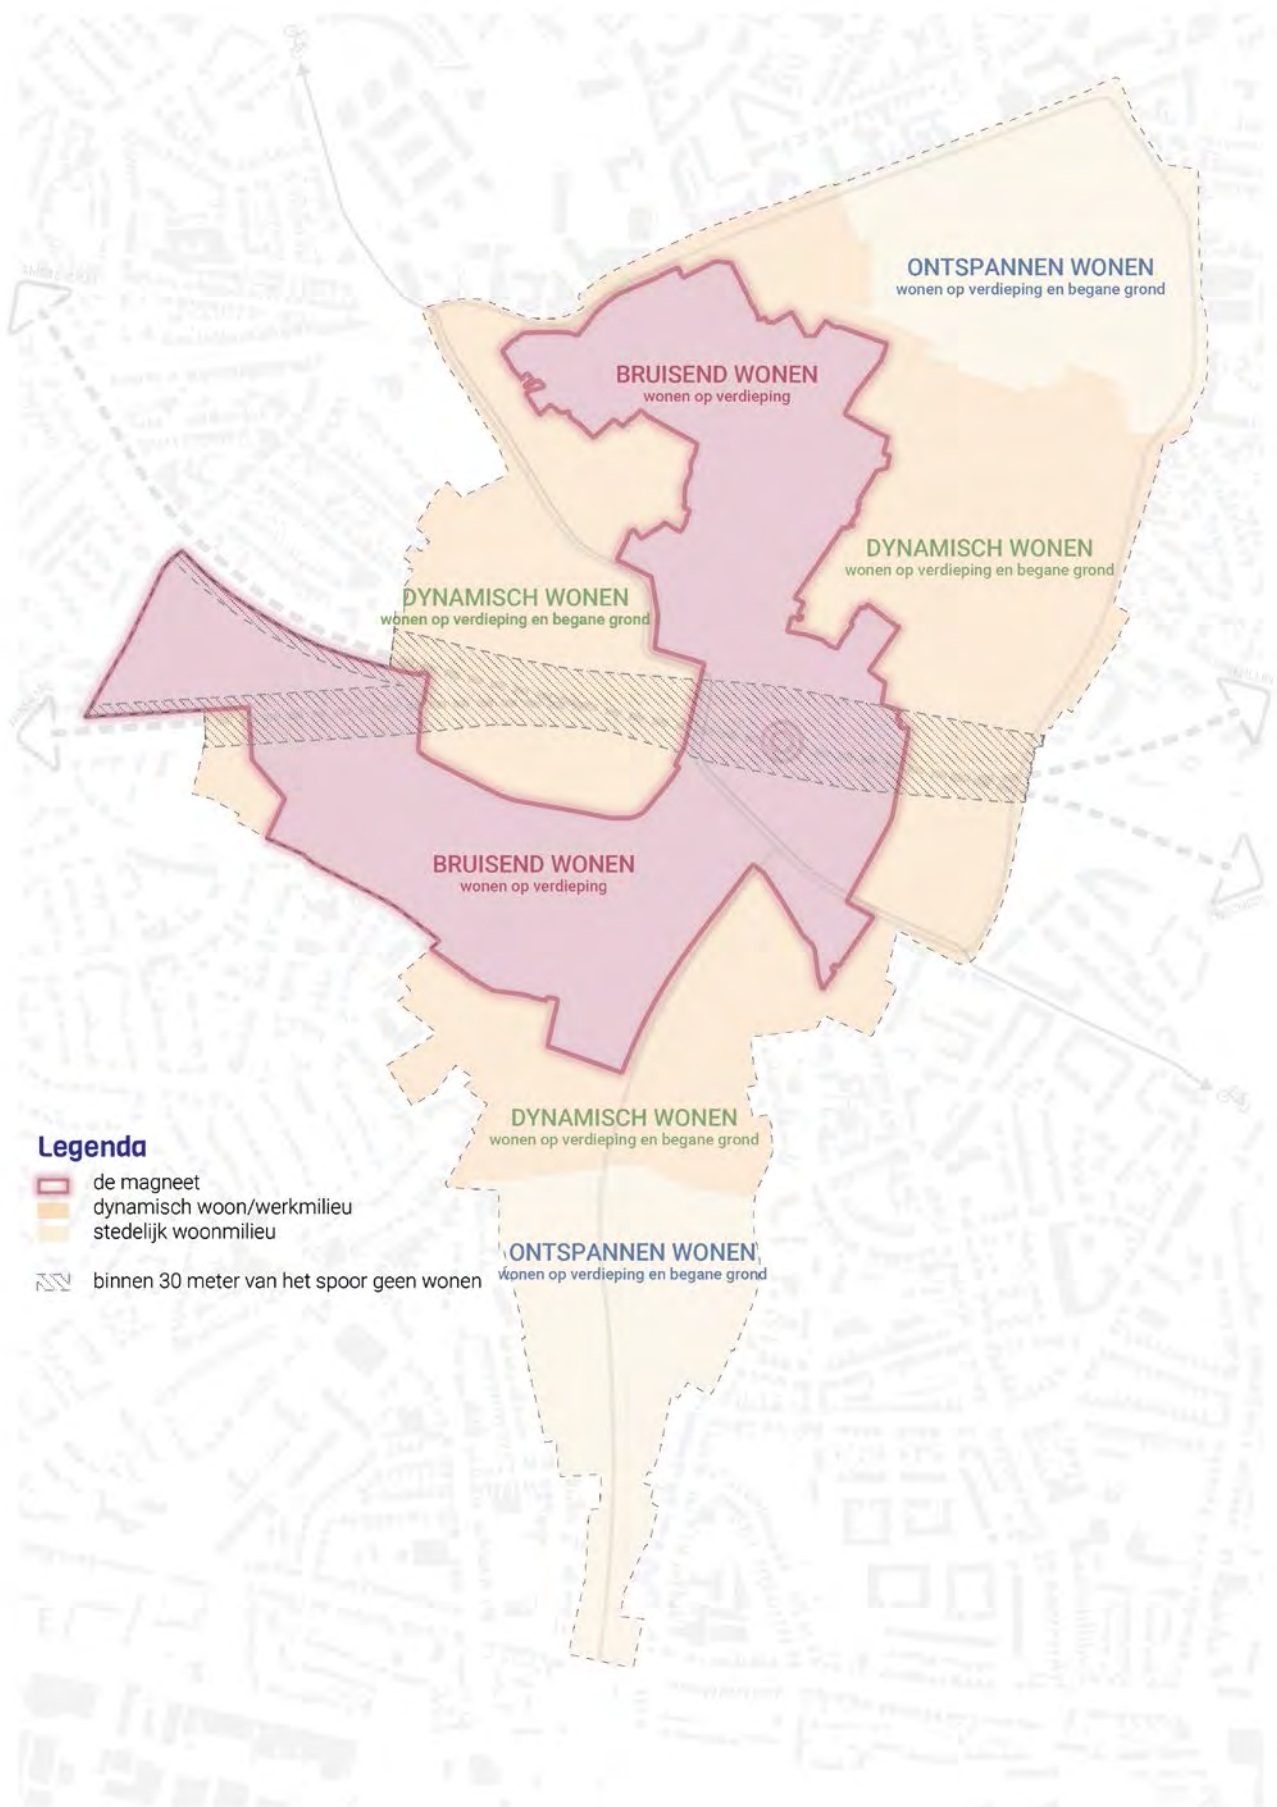 ONTSPANNEN WONEN
wonen op verdieping en begane grond
BRUISEND WONEN
wonen op verdieping
DYNAMISCH WONEN
wonen op verdieping en begane grond
DYNAMISCH WONEN
wonen op verdieping en begane grond
BRUISEND WONEN
wonen op verdieping
DYNAMISCH WONEN
wonen op verdieping en begane grond
ONTSPANNEN WONEN
wonen op verdieping en begane grond
Legenda
de magneet
dynamisch woon/werkmilieu
stedelijk woonmilieu
binnen 30 meter van het spoor geen wonen